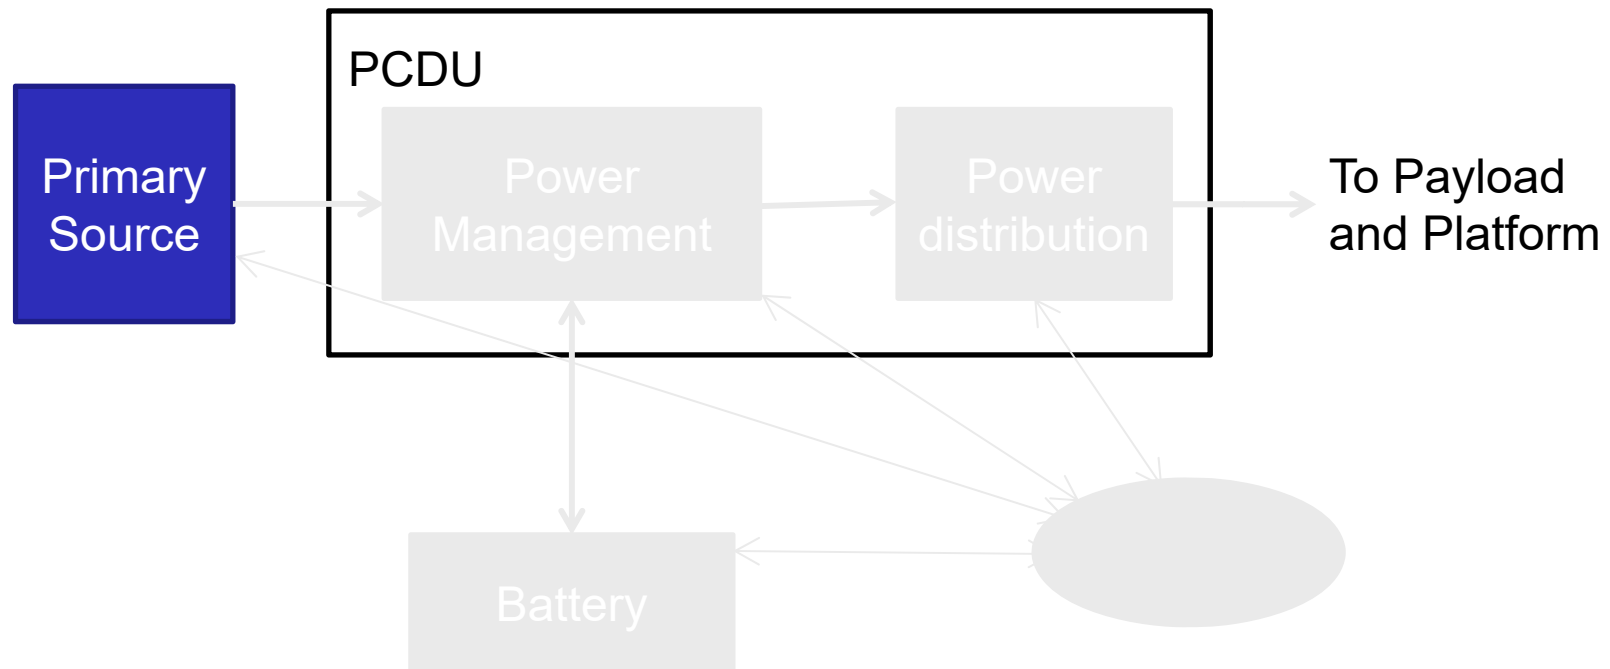 PCDU
Primary
Source
Power
Management
Power
distribution
To Payload
and Platform
Battery